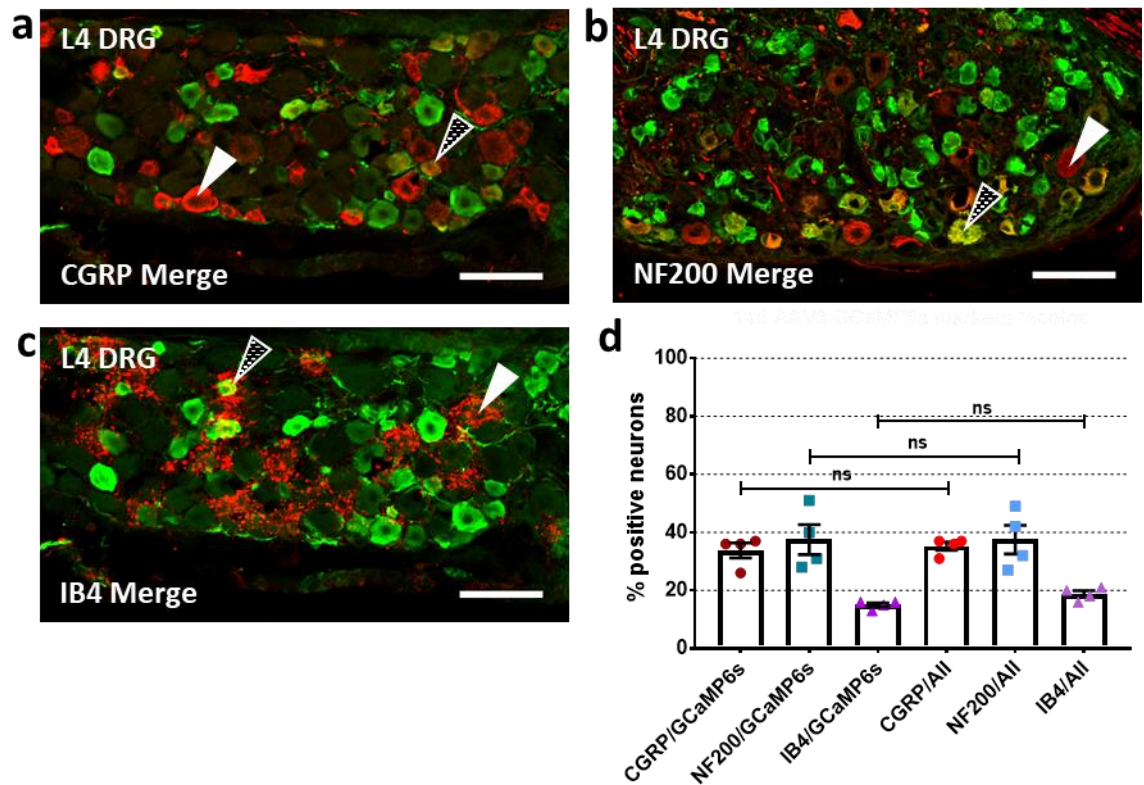 a
L4 DRG
CGRP Merge
b
L4 DRG
NF200 Merge
c
L4 DRG
IB4 Merge
d
% positive neurons
100
80
60
40
20
0
ns
ns
ns
CGRP/GCaMP6s
NF200/GCaMP6s
IB4/GCaMP6s
CGRP/All
NF200/All
IB4/All